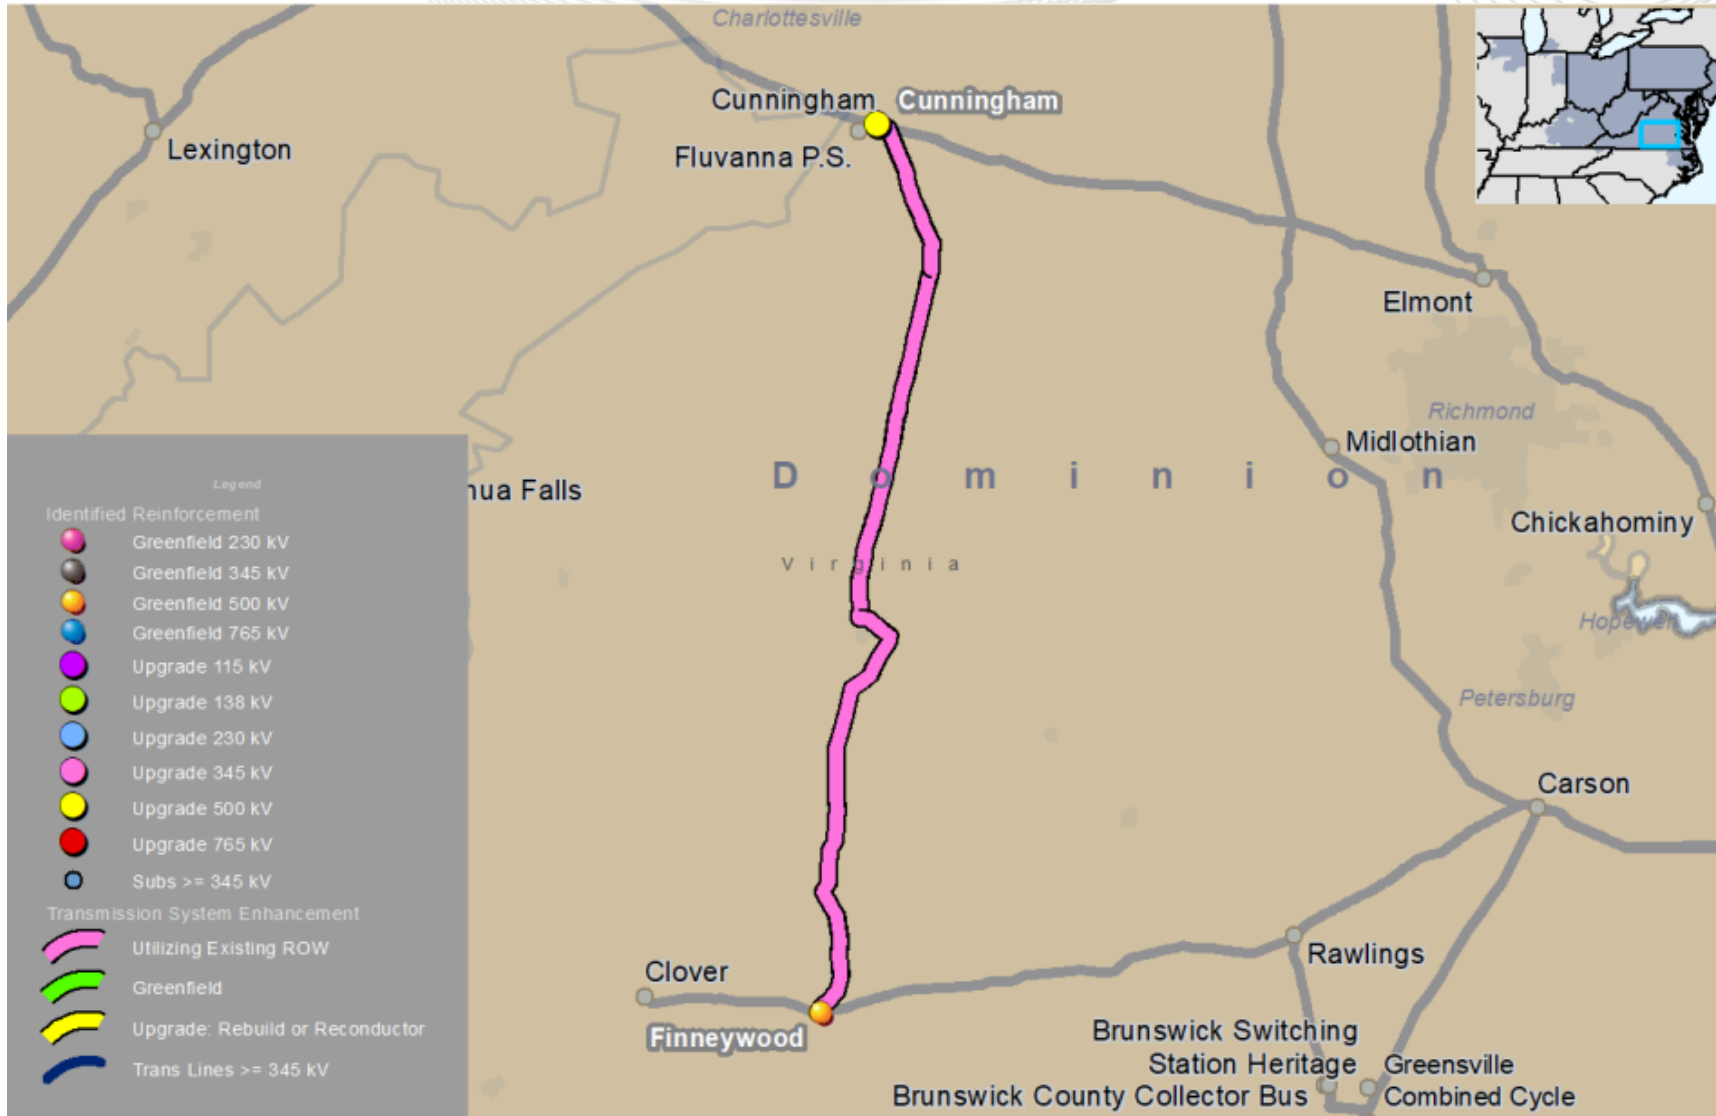 Charlottesville
Cunningham
Cunningham
Lexington
Fluvanna P.S.
Elmont
Richmond
Midlothian
Dominion
hua Falls
Chickahominy
Virginia
Hopewell
Petersburg
Carson
Clover
Rawlings
Finneywood
Brunswick Switching
Station Heritage
Brunswick County Collector Bus
Greensville
Combined Cycle
Legend
Identified Reinforcement
Greenfield 230 kV
Greenfield 345 kV
Greenfield 500 kV
Greenfield 765 kV
Upgrade 115 kV
Upgrade 138 kV
Upgrade 230 kV
Upgrade 345 kV
Upgrade 500 kV
Upgrade 765 kV
Subs >= 345 kV
Transmission System Enhancement
Utilizing Existing ROW
Greenfield
Upgrade: Rebuild or Reconductor
Trans Lines >= 345 kV